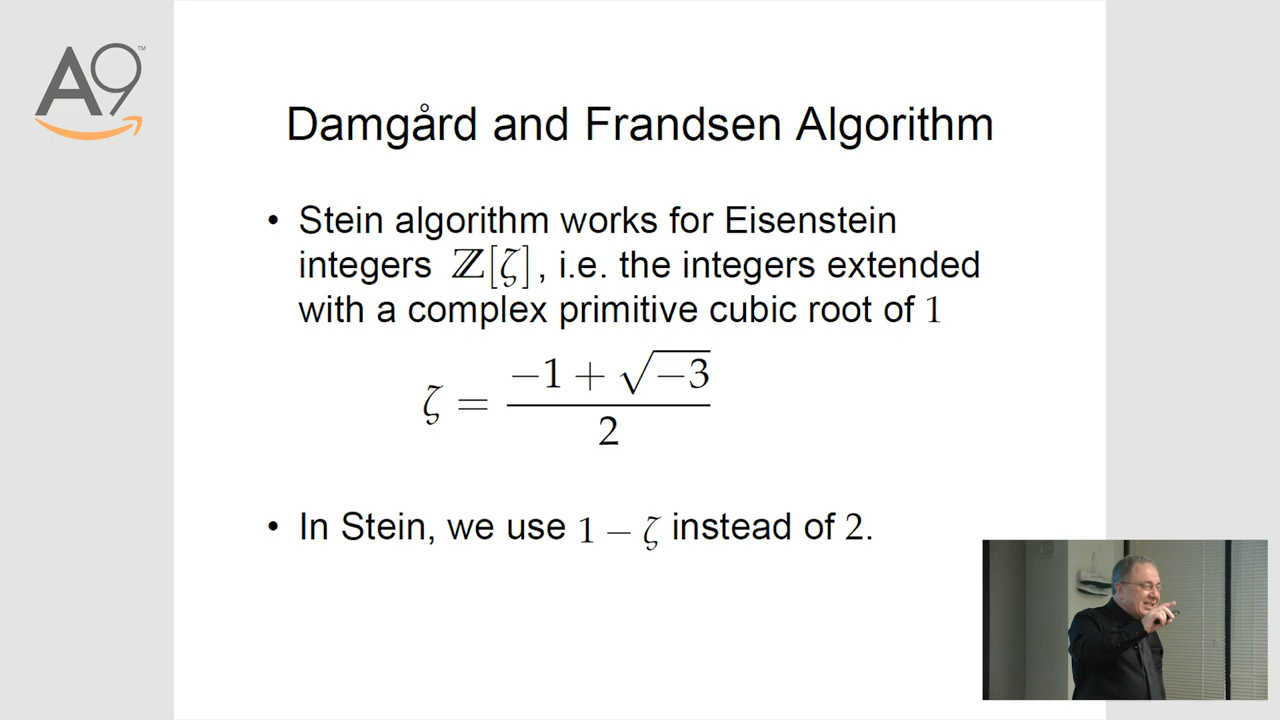 A9™
Damgård and Frandsen Algorithm
• Stein algorithm works for Eisenstein
integers ℤ[ζ], i.e. the integers extended
with a complex primitive cubic root of 1
ζ = (−1 + √−3) / 2
• In Stein, we use 1 − ζ instead of 2.